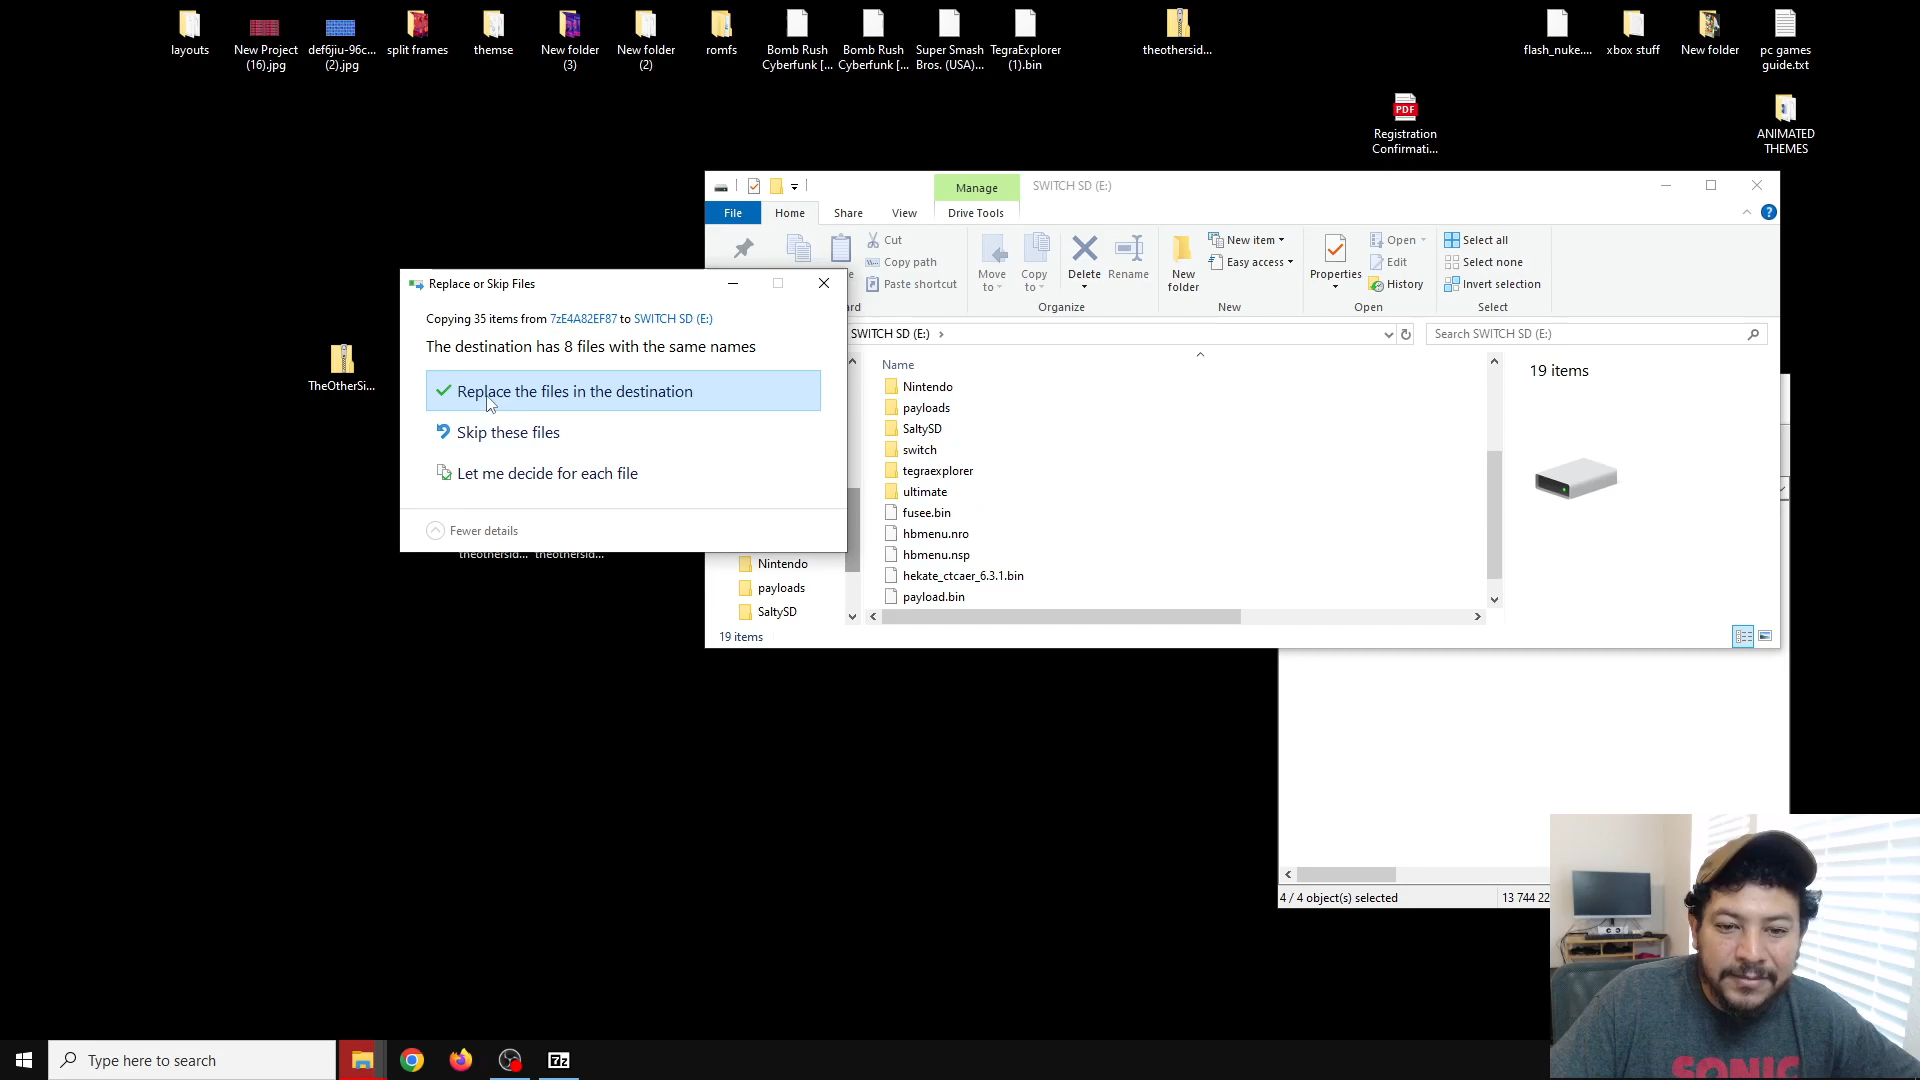 layouts
New Project
(16).jpg
def6jiu-96c...
(2).jpg
split frames
themse
New folder
(3)
New folder
(2)
romfs
Bomb Rush
Cyberfunk [...
Bomb Rush
Cyberfunk [...
Super Smash
Bros. (USA)...
TegraExplorer
(1).bin
theothersid...
flash_nuke....
xbox stuff
New folder
pc games
guide.txt
PDF
Registration
Confirmati...
ANIMATED
THEMES
TheOtherSi...
theothersid...
theothersid...
Manage
SWITCH SD (E:)
File
Home
Share
View
Drive Tools
Cut
Copy path
Paste shortcut
Move
to
Copy
to
Delete
Rename
Organize
New
folder
New item
Easy access
New
Properties
Open
Edit
History
Open
Select all
Select none
Invert selection
Select
SWITCH SD (E:)
Search SWITCH SD (E:)
Name
Nintendo
payloads
SaltySD
switch
tegraexplorer
ultimate
fusee.bin
hbmenu.nro
hbmenu.nsp
hekate_ctcaer_6.3.1.bin
payload.bin
19 items
Nintendo
payloads
SaltySD
19 items
Replace or Skip Files
Copying 35 items from 7zE4A82EF87 to SWITCH SD (E:)
The destination has 8 files with the same names
Replace the files in the destination
Skip these files
Let me decide for each file
Fewer details
4 / 4 object(s) selected
13 744 22
SONIC
Type here to search
7z